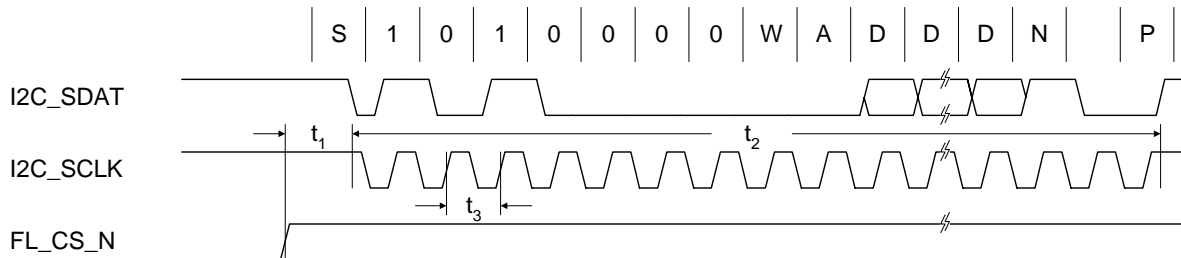 S 1 0 1 0 0 0 0 W A D D D N P
I2C_SDAT
t1 t2
I2C_SCLK
t3
FL_CS_N